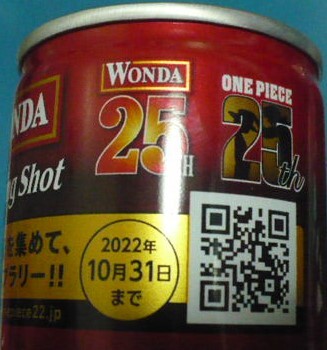 WONDA
25TH
ONE PIECE
25th
NDA
g Shot
を集めて、
ラリー!!
piece22.jp
2022年
10月31日
まで